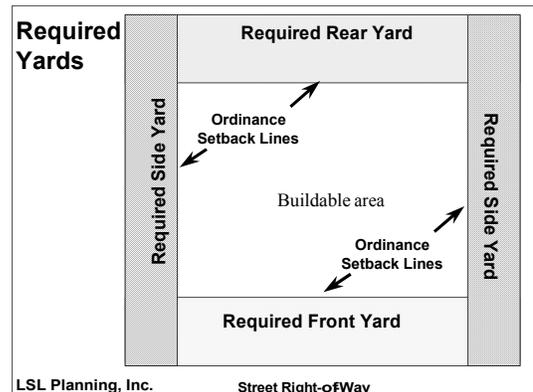 Required
Yards
Required Rear Yard
Ordinance
Setback Lines
Required Side Yard
Required Side Yard
Buildable area
Ordinance
Setback Lines
Required Front Yard
LSL Planning, Inc.
Street Right-of-Way